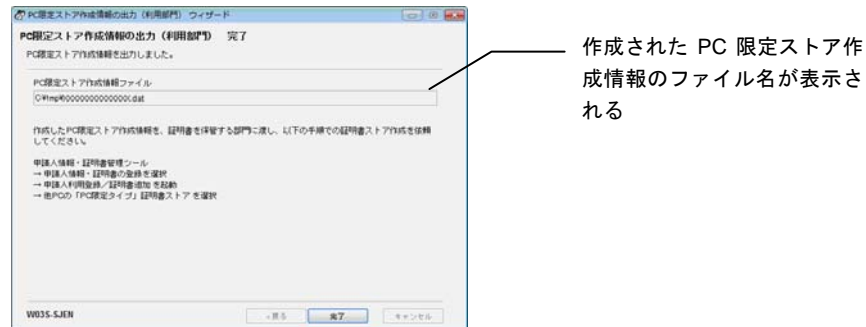 PC限定ストア作成情報の出力（利用部門） ウィザード
PC限定ストア作成情報の出力（利用部門） 完了
PC限定ストア作成情報を出力しました。
PC限定ストア作成情報ファイル
作成したPC限定ストア作成情報を、証明書を保管する部門に渡し、以下の手順での証明書ストア作成を依頼
してください。
申請人情報・証明書管理ツール
→ 申請人情報・証明書の登録 を選択
→ 申請人利用登録／証明書追加 を起動
→ 他PCの「PC限定タイプ」証明書ストア を選択
W035-SJEN
<戻る
完了
キャンセル
作成された PC 限定ストア作
成情報のファイル名が表示さ
れる